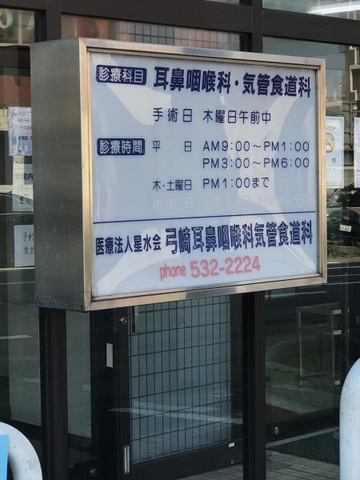 診療科目 耳鼻咽喉科・気管食道科
手術日 木曜日午前中
診療時間 平日 AM9:00～PM1:00
PM3:00～PM6:00
木・土曜日 PM1:00まで
医療法人星水会 弓削耳鼻咽喉科気管食道科
phone 532-2224